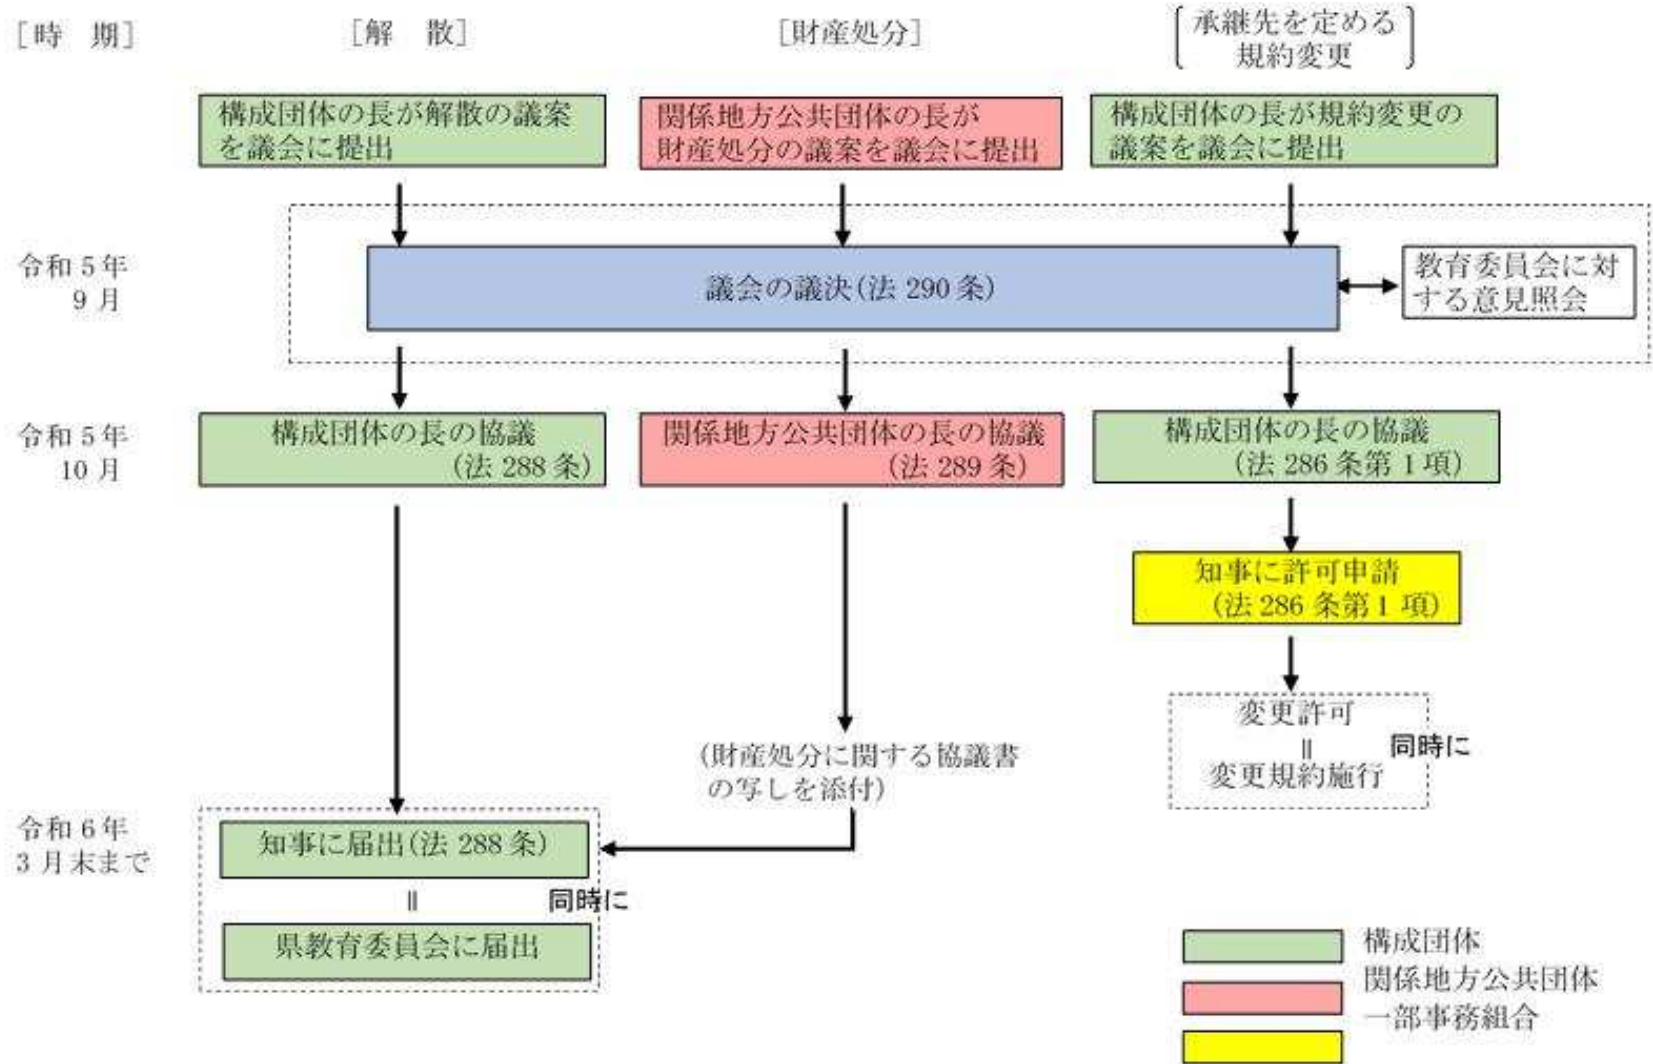 [時　期]
[解　散]
[財産処分]
承継先を定める
規約変更
構成団体の長が解散の議案
を議会に提出
関係地方公共団体の長が
財産処分の議案を議会に提出
構成団体の長が規約変更の
議案を議会に提出
令和5年
9月
議会の議決(法 290 条)
教育委員会に対
する意見照会
令和5年
10月
構成団体の長の協議
(法 288 条)
関係地方公共団体の長の協議
(法 289 条)
構成団体の長の協議
(法 286 条第1項)
知事に許可申請
(法 286 条第1項)
変更許可
॥
同時に
変更規約施行
(財産処分に関する協議書
の写しを添付)
令和6年
3月末まで
知事に届出(法 288 条)
॥
同時に
県教育委員会に届出
構成団体
関係地方公共団体
一部事務組合